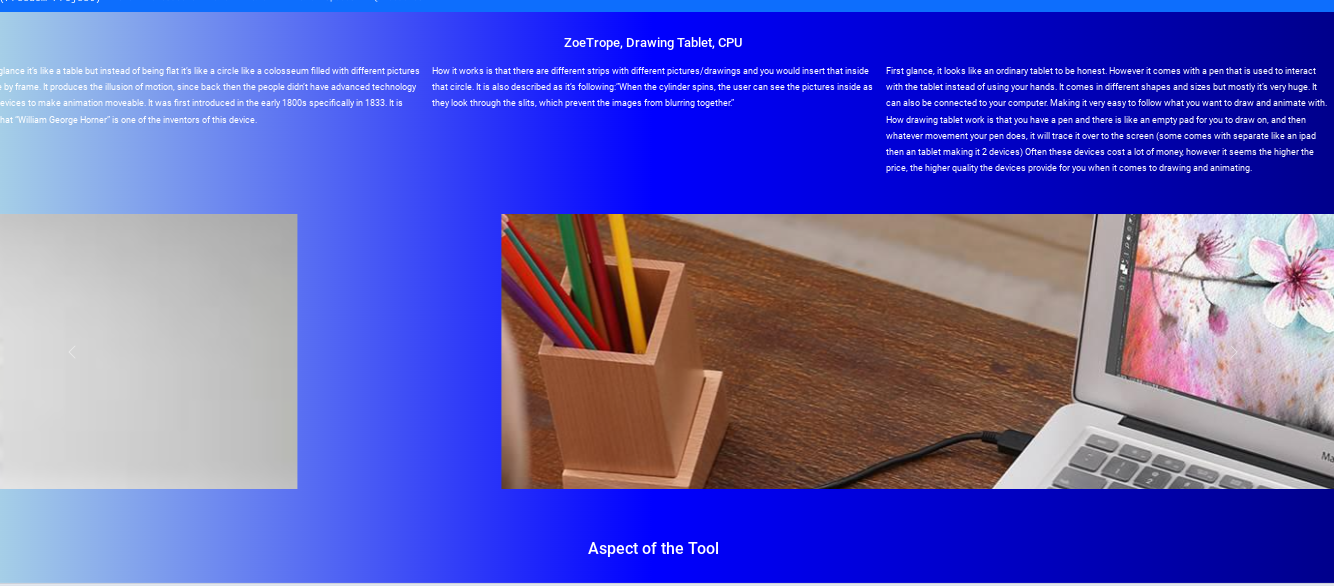 ZoeTrope, Drawing Tablet, CPU
glance it's like a table but instead of being flat it's like a circle like a colosseum filled with different pictures
by frame. It produces the illusion of motion, since back then the people didn't have advanced technology
devices to make animation moveable. It was first introduced in the early 1800s specifically in 1833. It is
that "William George Horner" is one of the inventors of this device.
How it works is that there are different strips with different pictures/drawings and you would insert that inside
that circle. It is also described as it's following:"When the cylinder spins, the user can see the pictures inside as
they look through the slits, which prevent the images from blurring together."
First glance, it looks like an ordinary tablet to be honest. However it comes with a pen that is used to interact
with the tablet instead of using your hands. It comes in different shapes and sizes but mostly it's very huge. It
can also be connected to your computer. Making it very easy to follow what you want to draw and animate with.
How drawing tablet work is that you have a pen and there is like an empty pad for you to draw on, and then
whatever movement your pen does, it will trace it over to the screen (some comes with separate like an ipad
then an tablet making it 2 devices) Often these devices cost a lot of money, however it seems the higher the
price, the higher quality the devices provide for you when it comes to drawing and animating.
Aspect of the Tool